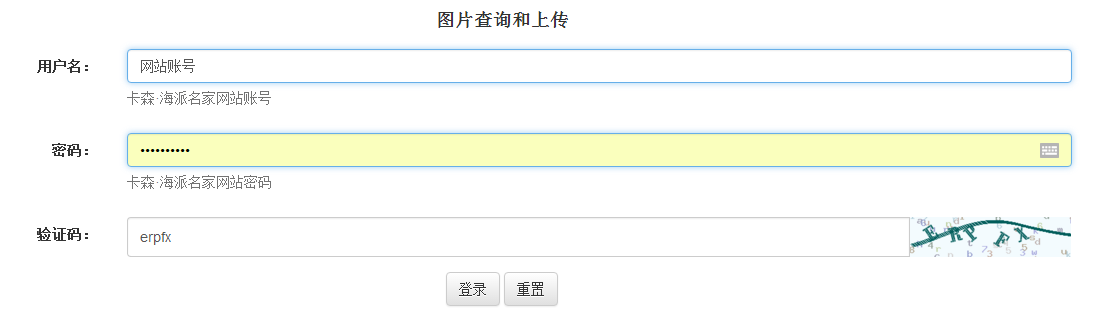 图片查询和上传
用户名： 网站账号
卡森·海派名家网站账号
密码： ••••••••••
卡森·海派名家网站密码
验证码： erpfx ERPFX
登录 重置